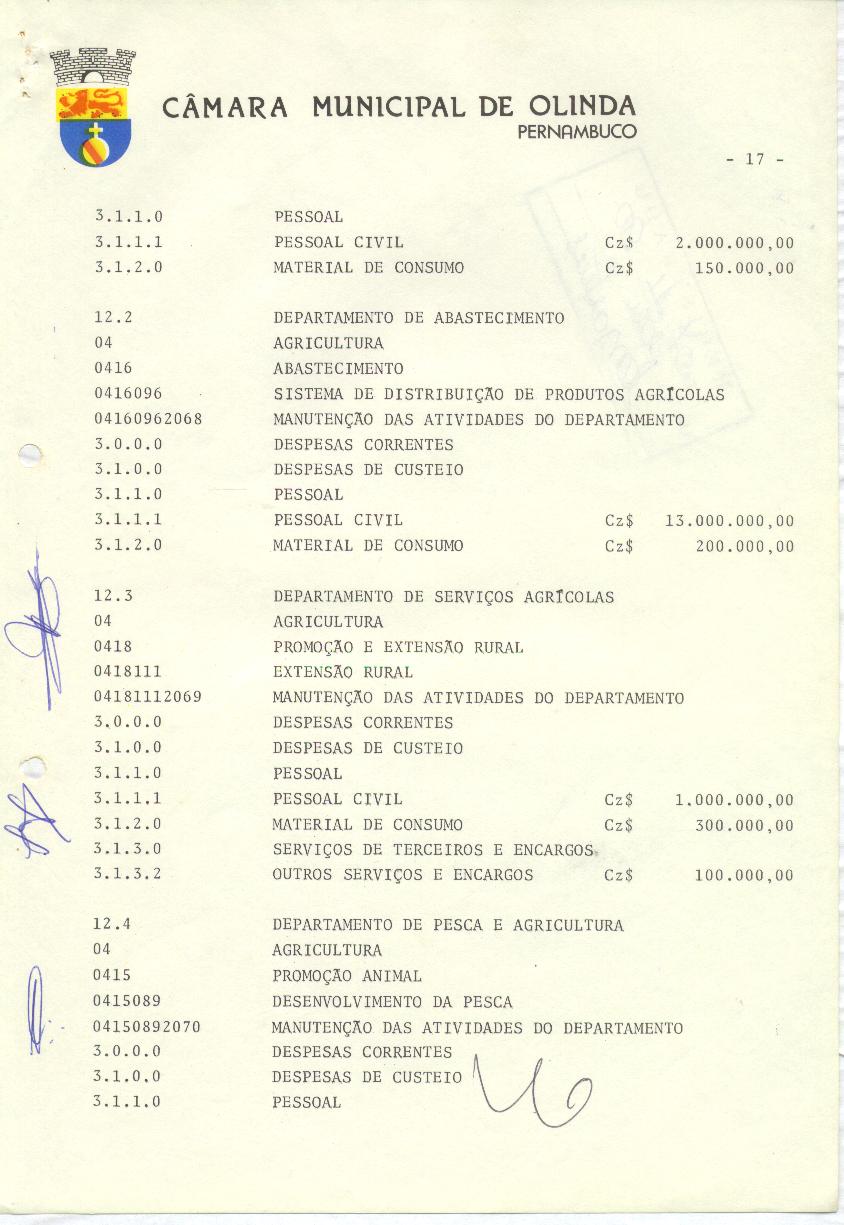 CÂMARA MUNICIPAL DE OLINDA
PERNAMBUCO
- 17 -
3.1.1.0 PESSOAL
3.1.1.1 PESSOAL CIVIL Cz$ 2.000.000,00
3.1.2.0 MATERIAL DE CONSUMO Cz$ 150.000,00
12.2 DEPARTAMENTO DE ABASTECIMENTO
04 AGRICULTURA
0416 ABASTECIMENTO
0416096 SISTEMA DE DISTRIBUIÇÃO DE PRODUTOS AGRÍCOLAS
04160962068 MANUTENÇÃO DAS ATIVIDADES DO DEPARTAMENTO
3.0.0.0 DESPESAS CORRENTES
3.1.0.0 DESPESAS DE CUSTEIO
3.1.1.0 PESSOAL
3.1.1.1 PESSOAL CIVIL Cz$ 13.000.000,00
3.1.2.0 MATERIAL DE CONSUMO Cz$ 200.000,00
12.3 DEPARTAMENTO DE SERVIÇOS AGRÍCOLAS
04 AGRICULTURA
0418 PROMOÇÃO E EXTENSÃO RURAL
0418111 EXTENSÃO RURAL
04181112069 MANUTENÇÃO DAS ATIVIDADES DO DEPARTAMENTO
3.0.0.0 DESPESAS CORRENTES
3.1.0.0 DESPESAS DE CUSTEIO
3.1.1.0 PESSOAL
3.1.1.1 PESSOAL CIVIL Cz$ 1.000.000,00
3.1.2.0 MATERIAL DE CONSUMO Cz$ 300.000,00
3.1.3.0 SERVIÇOS DE TERCEIROS E ENCARGOS
3.1.3.2 OUTROS SERVIÇOS E ENCARGOS Cz$ 100.000,00
12.4 DEPARTAMENTO DE PESCA E AGRICULTURA
04 AGRICULTURA
0415 PROMOÇÃO ANIMAL
0415089 DESENVOLVIMENTO DA PESCA
04150892070 MANUTENÇÃO DAS ATIVIDADES DO DEPARTAMENTO
3.0.0.0 DESPESAS CORRENTES
3.1.0.0 DESPESAS DE CUSTEIO
3.1.1.0 PESSOAL